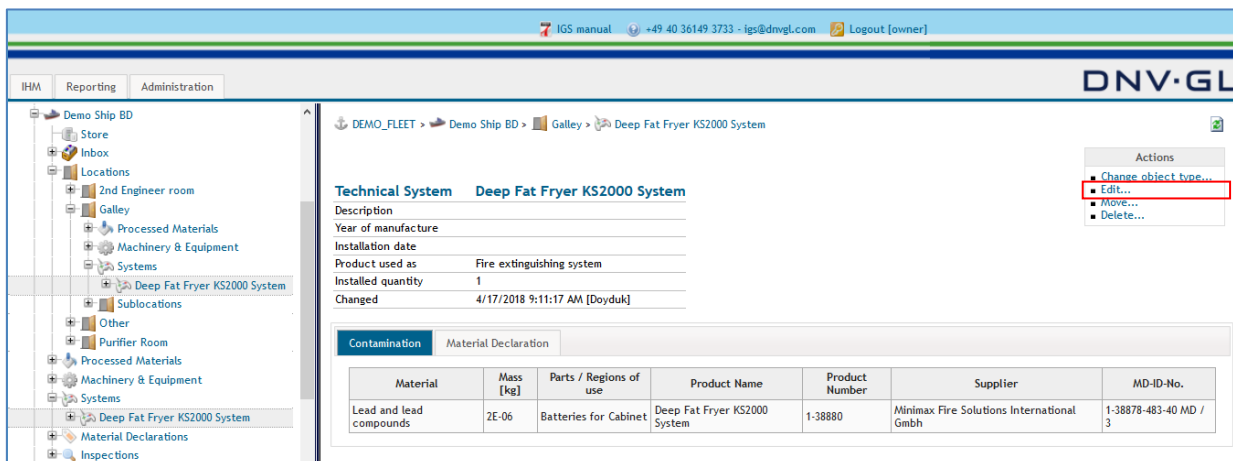 IGS manual
+49 40 36149 3733 - igs@dnvgl.com
Logout [owner]
IHM
Reporting
Administration
DNV·GL
Demo Ship BD
Store
Inbox
Locations
2nd Engineer room
Galley
Processed Materials
Machinery & Equipment
Systems
Deep Fat Fryer KS2000 System
Sublocations
Other
Purifier Room
Processed Materials
Machinery & Equipment
Systems
Deep Fat Fryer KS2000 System
Material Declarations
Inspections
DEMO_FLEET > Demo Ship BD > Galley > Deep Fat Fryer KS2000 System
Actions
Change object type...
Edit...
Move...
Delete...
Technical System Deep Fat Fryer KS2000 System
Description
Year of manufacture
Installation date
Product used as Fire extinguishing system
Installed quantity 1
Changed 4/17/2018 9:11:17 AM [Doyduk]
Contamination
Material Declaration
Material
Mass
[kg]
Parts / Regions of
use
Product Name
Product
Number
Supplier
MD-ID-No.
Lead and lead
compounds
2E-06
Batteries for Cabinet
Deep Fat Fryer KS2000
System
1-38880
Minimax Fire Solutions International
Gmbh
1-38878-483-40 MD /
3